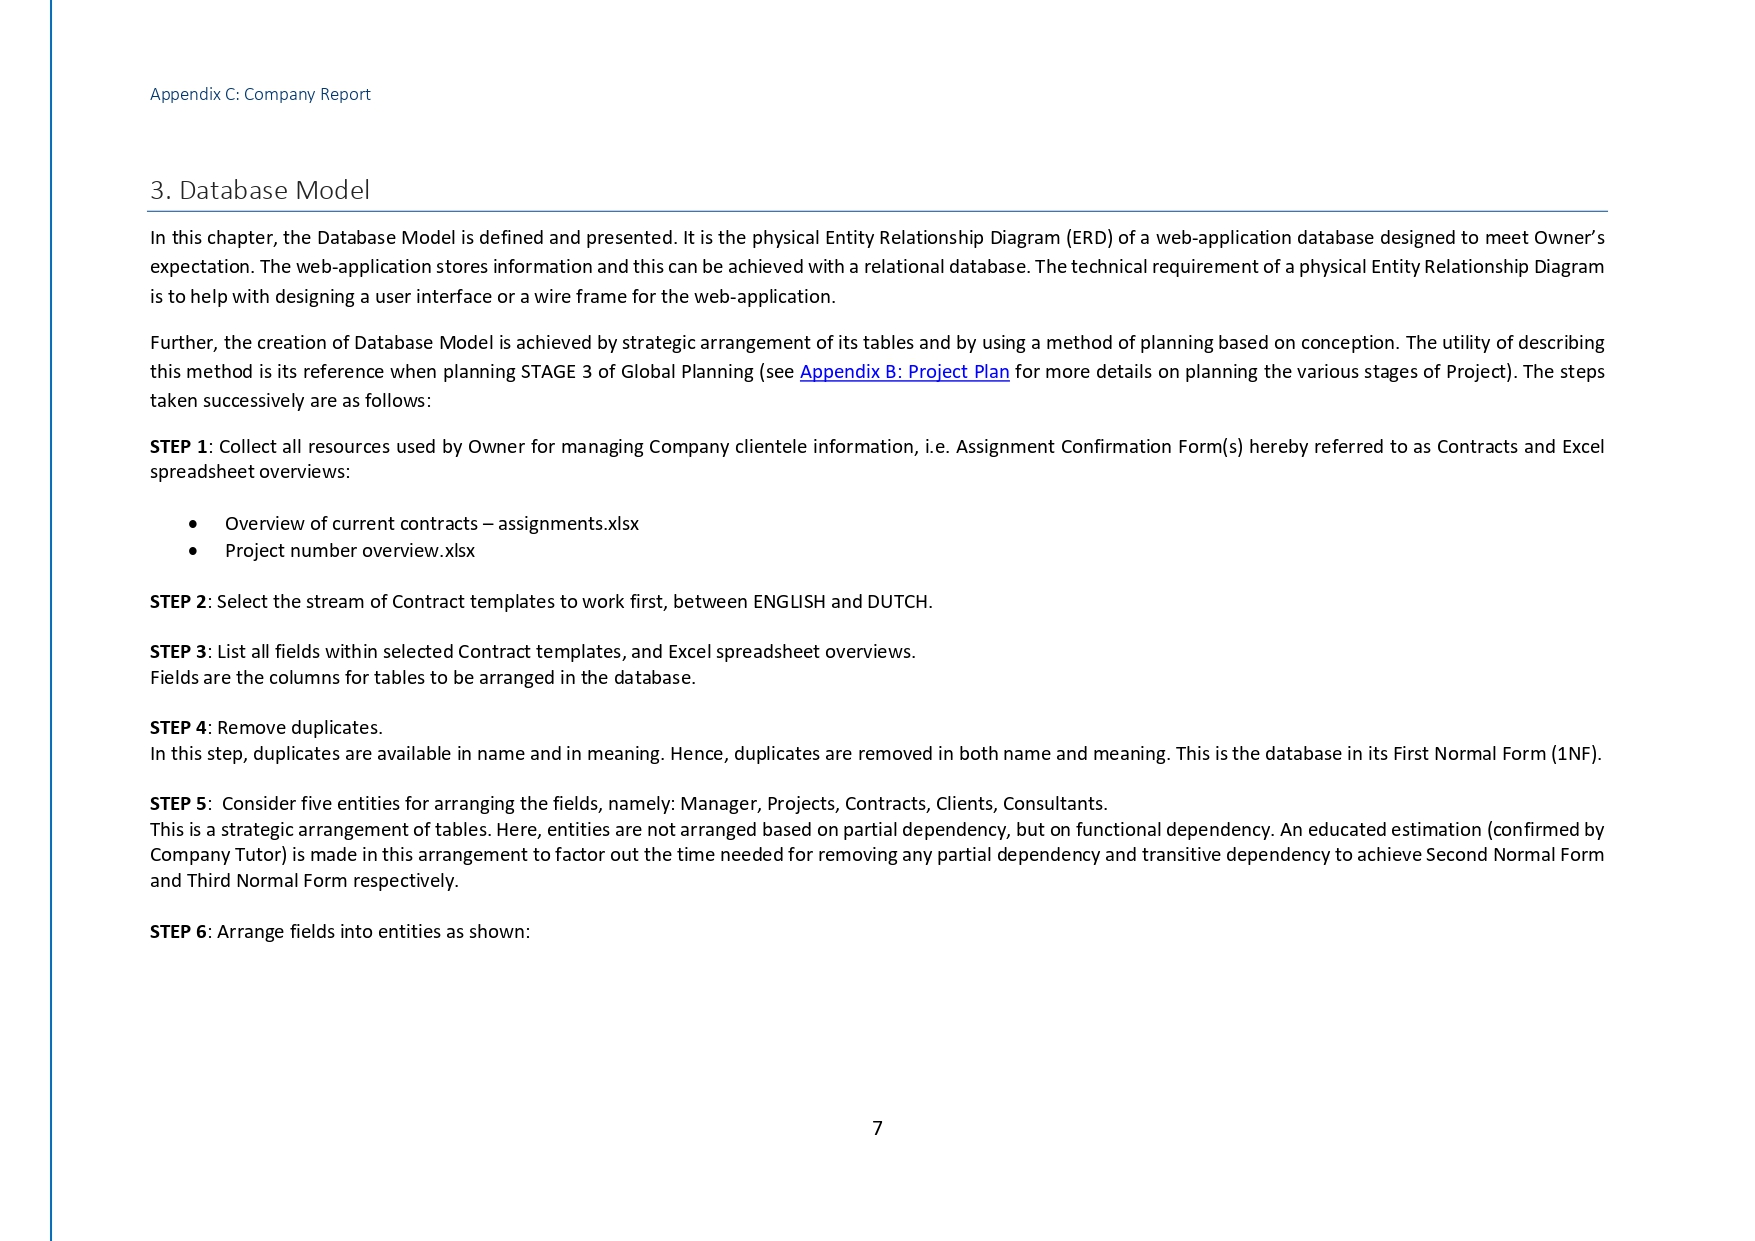 Appendix C: Company Report
3. Database Model
In this chapter, the Database Model is defined and presented. It is the physical Entity Relationship Diagram (ERD) of a web-application database designed to meet Owner’s
expectation. The web-application stores information and this can be achieved with a relational database. The technical requirement of a physical Entity Relationship Diagram
is to help with designing a user interface or a wire frame for the web-application.
Further, the creation of Database Model is achieved by strategic arrangement of its tables and by using a method of planning based on conception. The utility of describing
this method is its reference when planning STAGE 3 of Global Planning (see Appendix B: Project Plan for more details on planning the various stages of Project). The steps
taken successively are as follows:
STEP 1: Collect all resources used by Owner for managing Company clientele information, i.e. Assignment Confirmation Form(s) hereby referred to as Contracts and Excel
spreadsheet overviews:
• Overview of current contracts – assignments.xlsx
• Project number overview.xlsx
STEP 2: Select the stream of Contract templates to work first, between ENGLISH and DUTCH.
STEP 3: List all fields within selected Contract templates, and Excel spreadsheet overviews.
Fields are the columns for tables to be arranged in the database.
STEP 4: Remove duplicates.
In this step, duplicates are available in name and in meaning. Hence, duplicates are removed in both name and meaning. This is the database in its First Normal Form (1NF).
STEP 5:  Consider five entities for arranging the fields, namely: Manager, Projects, Contracts, Clients, Consultants.
This is a strategic arrangement of tables. Here, entities are not arranged based on partial dependency, but on functional dependency. An educated estimation (confirmed by
Company Tutor) is made in this arrangement to factor out the time needed for removing any partial dependency and transitive dependency to achieve Second Normal Form
and Third Normal Form respectively.
STEP 6: Arrange fields into entities as shown:
7